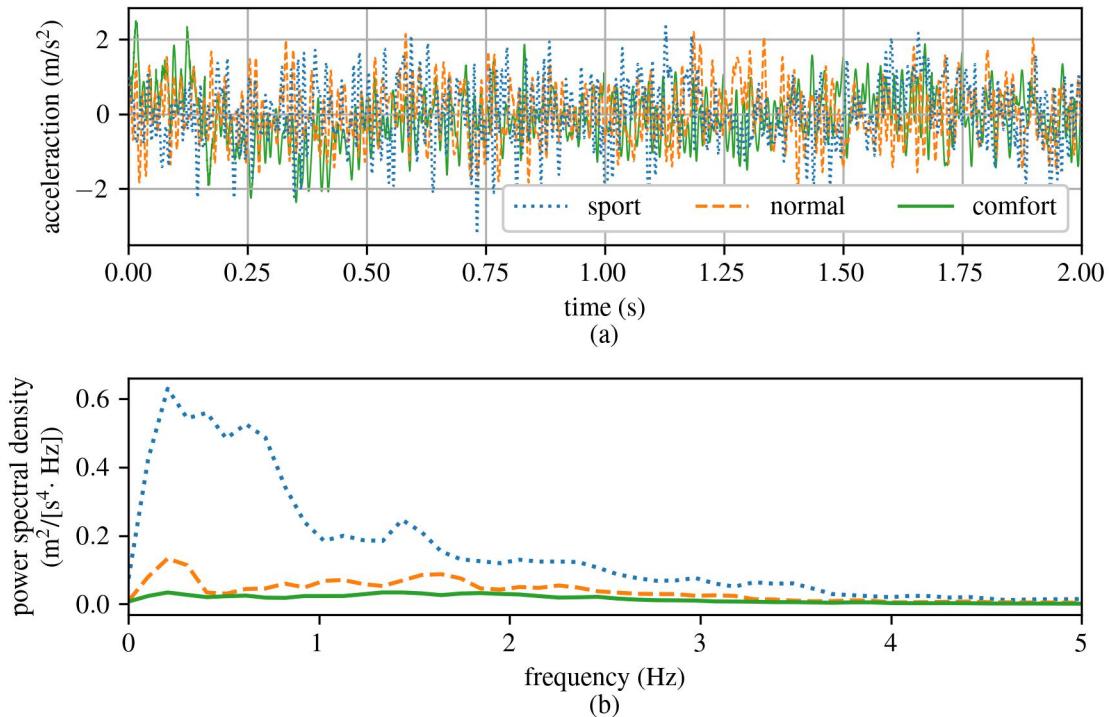 acceleraction (m/s²)
2
0
−2
sport normal comfort
0.00 0.25 0.50 0.75 1.00 1.25 1.50 1.75 2.00
time (s)
(a)
power spectral density
(m²/[s⁴· Hz])
0.6
0.4
0.2
0.0
0 1 2 3 4 5
frequency (Hz)
(b)